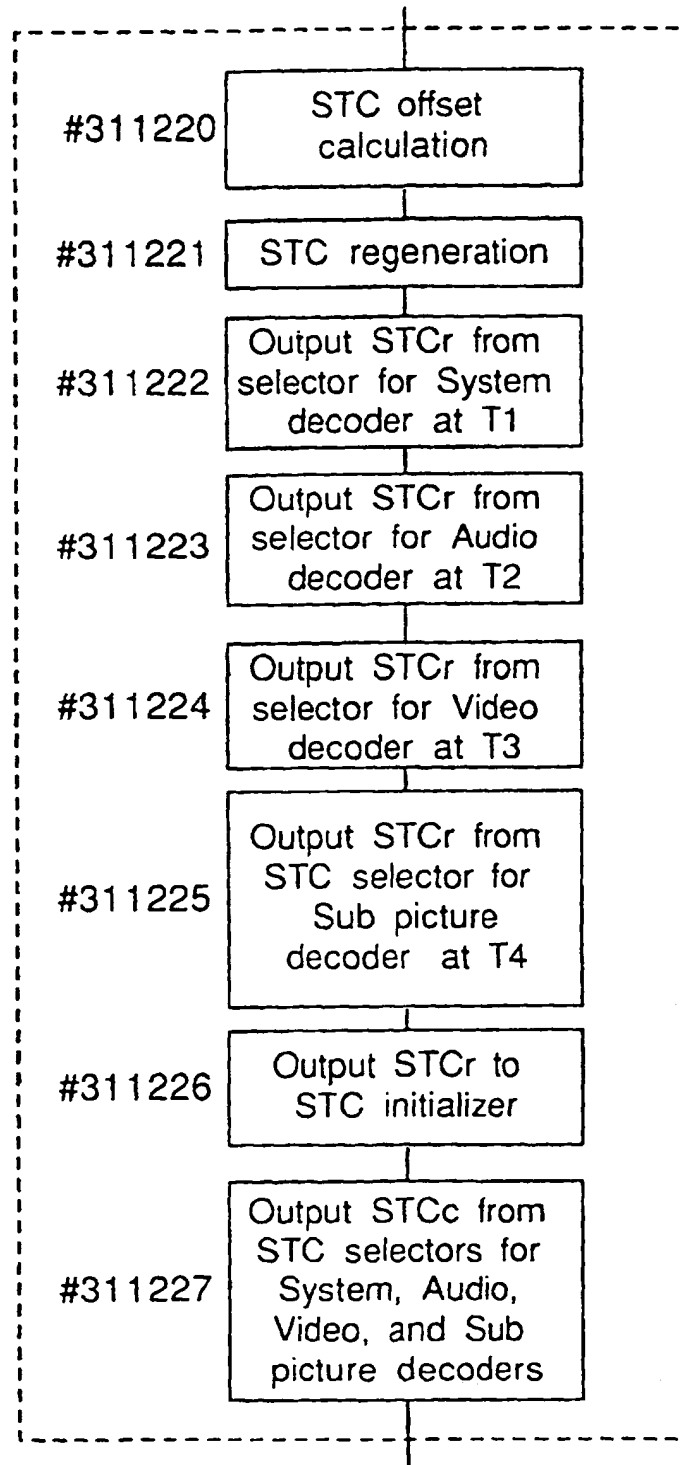 #311220
STC offset
calculation
#311221
STC regeneration
#311222
Output STCr from
selector for System
decoder at T1
#311223
Output STCr from
selector for Audio
decoder at T2
#311224
Output STCr from
selector for Video
decoder at T3
#311225
Output STCr from
STC selector for
Sub picture
decoder at T4
#311226
Output STCr to
STC initializer
#311227
Output STCc from
STC selectors for
System, Audio,
Video, and Sub
picture decoders